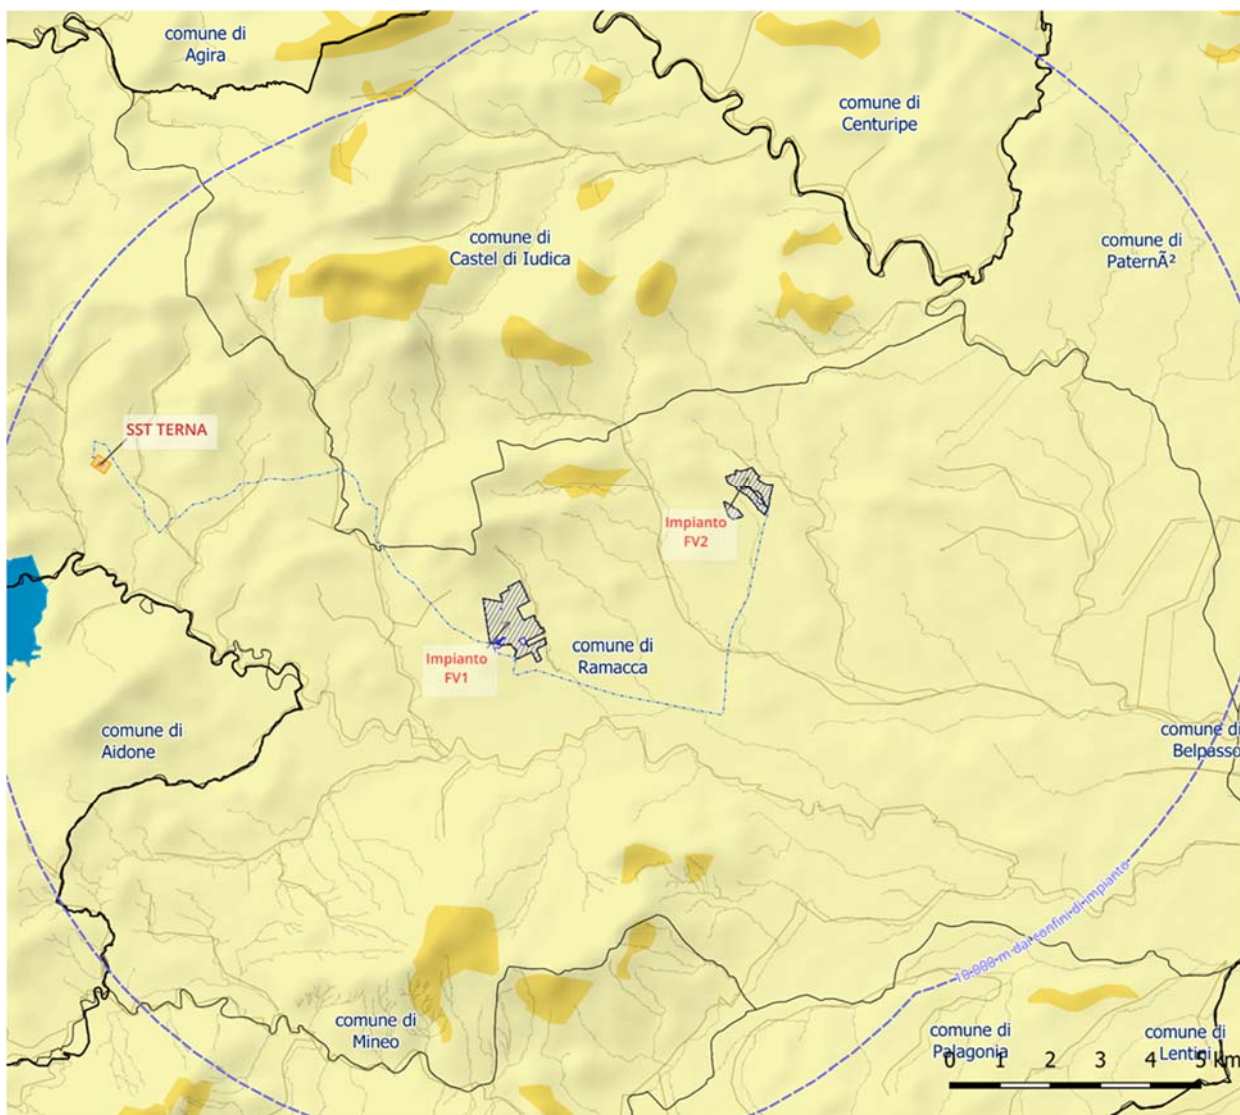 comune di
Agira
comune di
Centuripe
comune di
Castel di Iudica
comune di
PaternÃ²
SST TERNA
Impianto
FV2
comune di
Ramacca
Impianto
FV1
comune di
Aidone
comune di
Belpasso
10.000 m dai confini di impianto
comune di
Mineo
comune di
Palagonia
comune di
Lentini
0 1 2 3 4 5 km